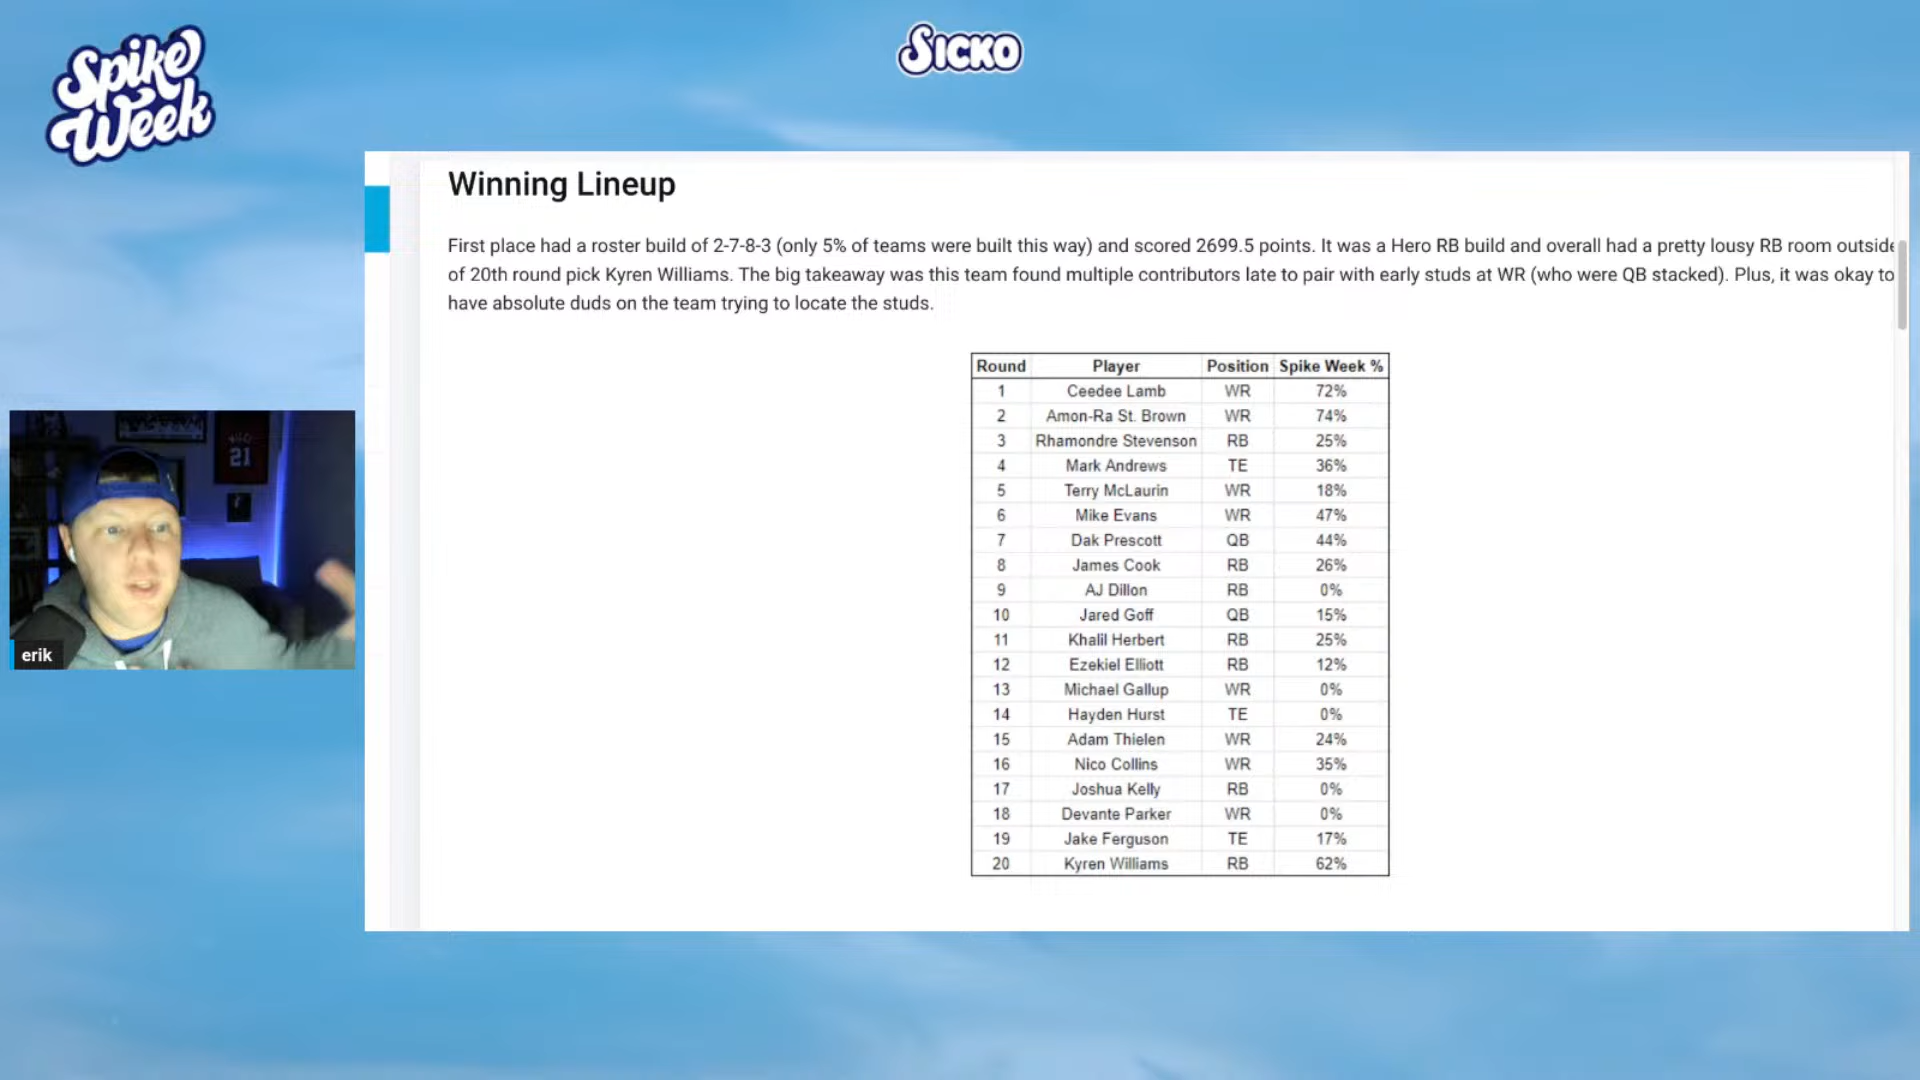 Spike
Week
SICKO
Winning Lineup
First place had a roster build of 2-7-8-3 (only 5% of teams were built this way) and scored 2699.5 points. It was a Hero RB build and overall had a pretty lousy RB room outside
of 20th round pick Kyren Williams. The big takeaway was this team found multiple contributors late to pair with early studs at WR (who were QB stacked). Plus, it was okay to
have absolute duds on the team trying to locate the studs.
Round Player Position Spike Week %
1 Ceedee Lamb WR 72%
2 Amon-Ra St. Brown WR 74%
3 Rhamondre Stevenson RB 25%
4 Mark Andrews TE 36%
5 Terry McLaurin WR 18%
6 Mike Evans WR 47%
7 Dak Prescott QB 44%
8 James Cook RB 26%
9 AJ Dillon RB 0%
10 Jared Goff QB 15%
11 Khalil Herbert RB 25%
12 Ezekiel Elliott RB 12%
13 Michael Gallup WR 0%
14 Hayden Hurst TE 0%
15 Adam Thielen WR 24%
16 Nico Collins WR 35%
17 Joshua Kelly RB 0%
18 Devante Parker WR 0%
19 Jake Ferguson TE 17%
20 Kyren Williams RB 62%
21
erik